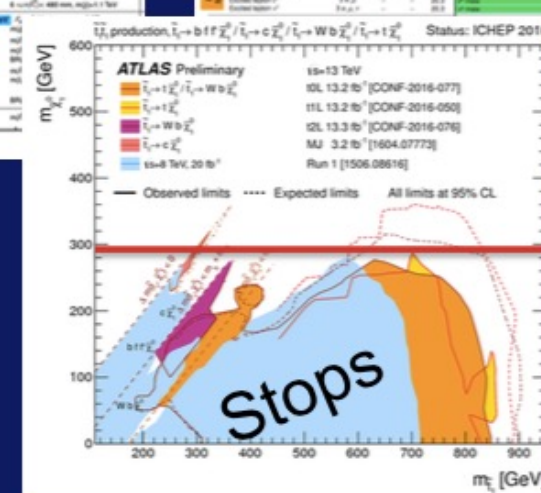 t̃₁t̃₁ production, t̃₁→ b f f' χ̃₁⁰ / t̃₁→ c χ̃₁⁰ / t̃₁→ W b χ̃₁⁰ / t̃₁→ t χ̃₁⁰ Status: ICHEP 201
m χ̃₁⁰ [GeV]
600
500
400
300
200
100
0
ATLAS Preliminary √s=13 TeV
t̃₁→ t χ̃₁⁰ / t̃₁→ W b χ̃₁⁰ t0L 13.2 fb⁻¹ [CONF-2016-077]
t̃₁→ t χ̃₁⁰ t1L 13.2 fb⁻¹ [CONF-2016-050]
t̃₁→ W b χ̃₁⁰ t2L 13.3 fb⁻¹ [CONF-2016-076]
t̃₁→ c χ̃₁⁰ MJ 3.2 fb⁻¹ [1604.07773]
√s=8 TeV, 20 fb⁻¹ Run 1 [1506.08616]
Observed limits Expected limits All limits at 95% CL
c χ̃₁⁰
b f f' χ̃₁⁰
W b
Stops
200 300 400 500 600 700 800 900
m t̃₁ [GeV